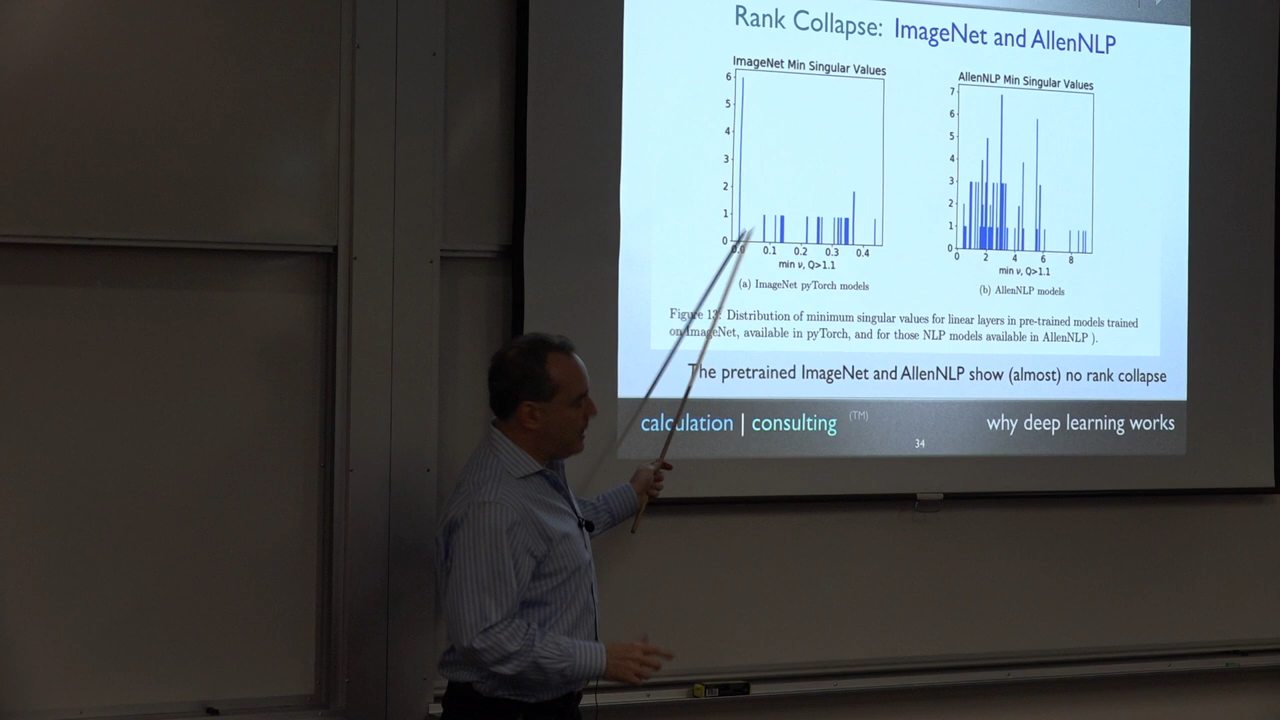 Rank Collapse: ImageNet and AllenNLP
ImageNet Min Singular Values
6
5
4
3
2
1
0
0.0 0.1 0.2 0.3 0.4
min ν, Q>1.1
(a) ImageNet pyTorch models
AllenNLP Min Singular Values
7
6
5
4
3
2
1
0
0 2 4 6 8
min ν, Q>1.1
(b) AllenNLP models
Figure 13: Distribution of minimum singular values for linear layers in pre-trained models trained
on ImageNet, available in pyTorch, and for those NLP models available in AllenNLP ).
The pretrained ImageNet and AllenNLP show (almost) no rank collapse
calculation | consulting (TM)
why deep learning works
34